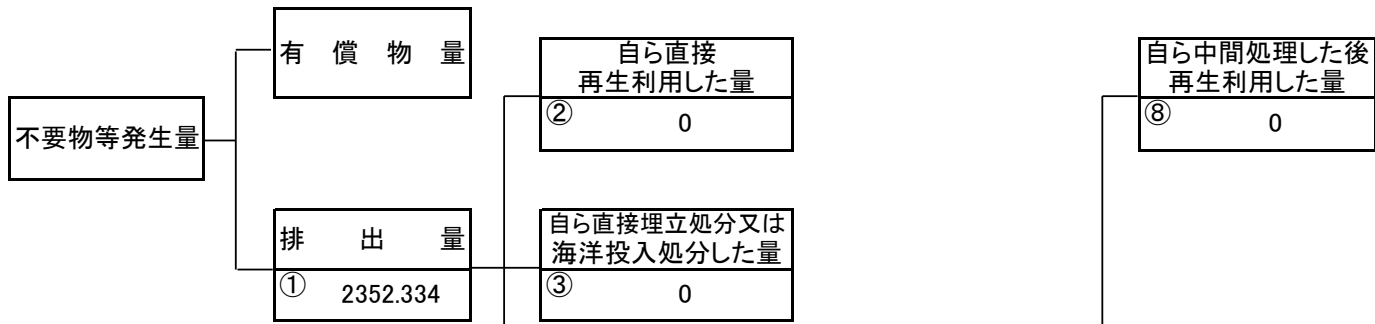 有償物量
自ら直接
再生利用した量
② 0
自ら中間処理した後
再生利用した量
⑧ 0
不要物等発生量
排出量
① 2352.334
自ら直接埋立処分又は
海洋投入処分した量
③ 0